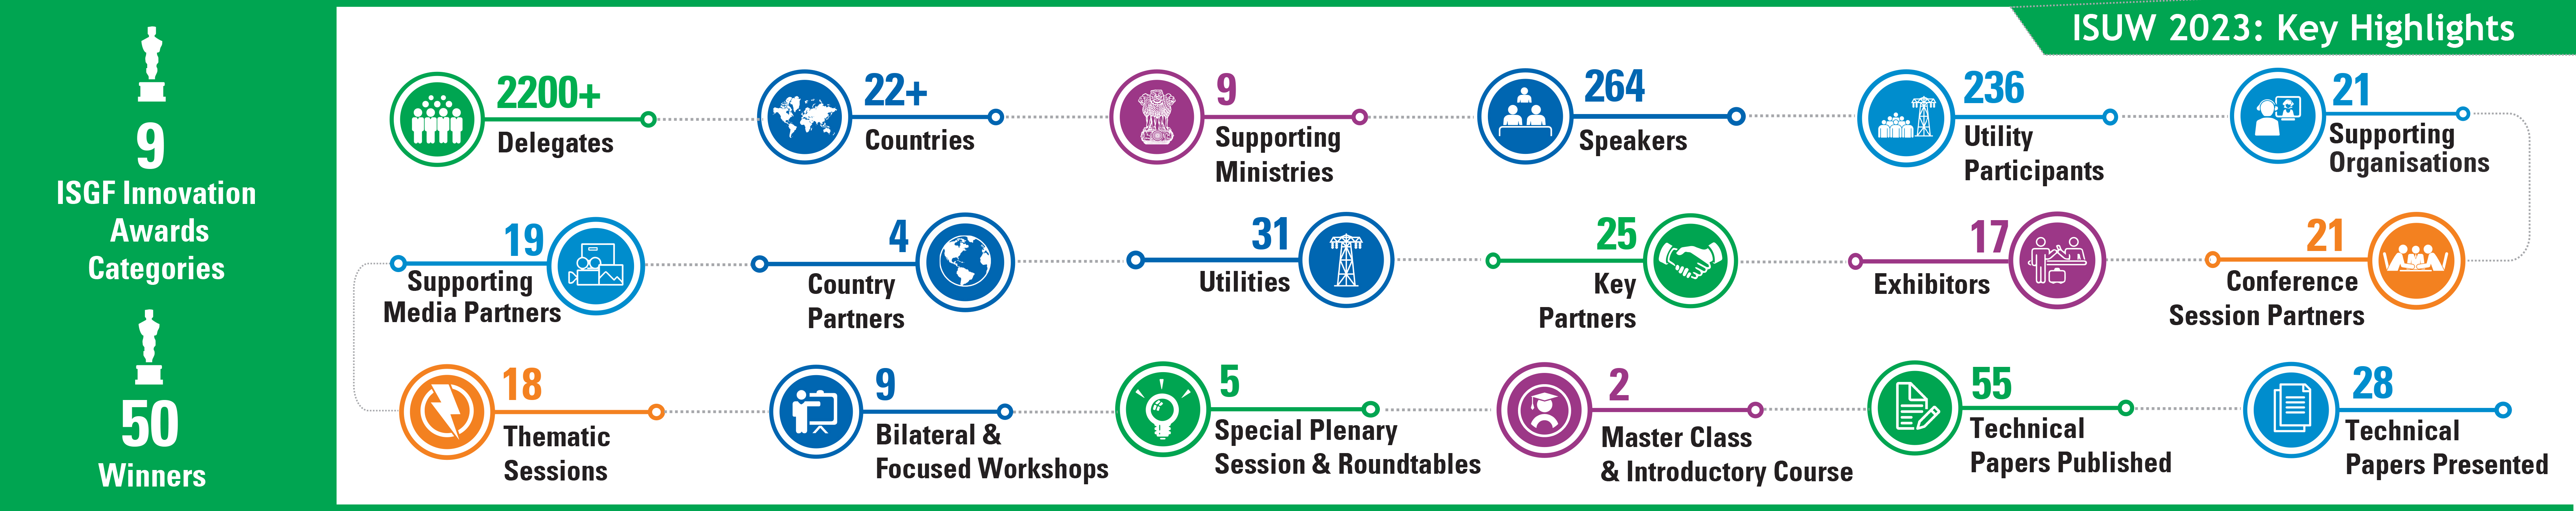 ISUW 2023: Key Highlights
9
ISGF Innovation
Awards
Categories
50
Winners
2200+
Delegates
22+
Countries
9
Supporting
Ministries
264
Speakers
236
Utility
Participants
21
Supporting
Organisations
19
Supporting
Media Partners
4
Country
Partners
31
Utilities
25
Key
Partners
17
Exhibitors
21
Conference
Session Partners
18
Thematic
Sessions
9
Bilateral &
Focused Workshops
5
Special Plenary
Session & Roundtables
2
Master Class
& Introductory Course
55
Technical
Papers Published
28
Technical
Papers Presented